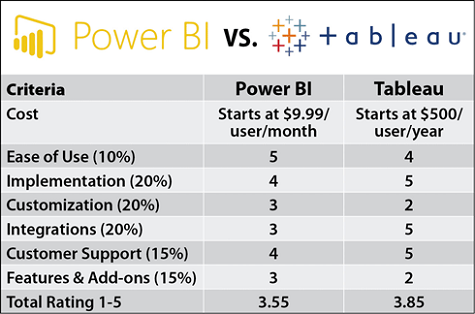 Power BI VS. +ableau
Criteria Power BI Tableau
Cost Starts at $9.99/ Starts at $500/
user/month user/year
Ease of Use (10%) 5 4
Implementation (20%) 4 5
Customization (20%) 3 2
Integrations (20%) 3 5
Customer Support (15%) 4 5
Features & Add-ons (15%) 3 2
Total Rating 1-5 3.55 3.85